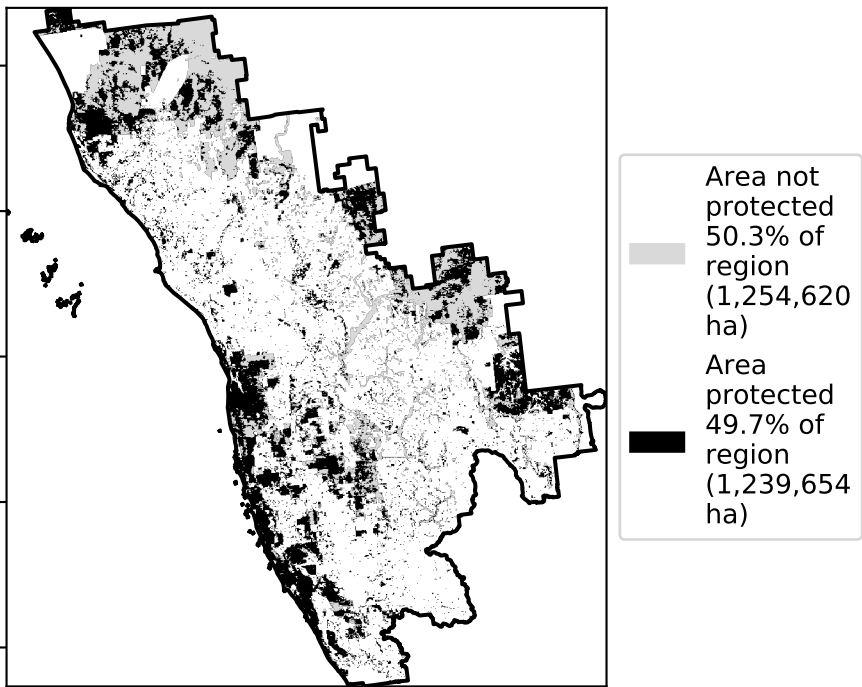 Area not
protected
50.3% of
region
(1,254,620
ha)
Area
protected
49.7% of
region
(1,239,654
ha)